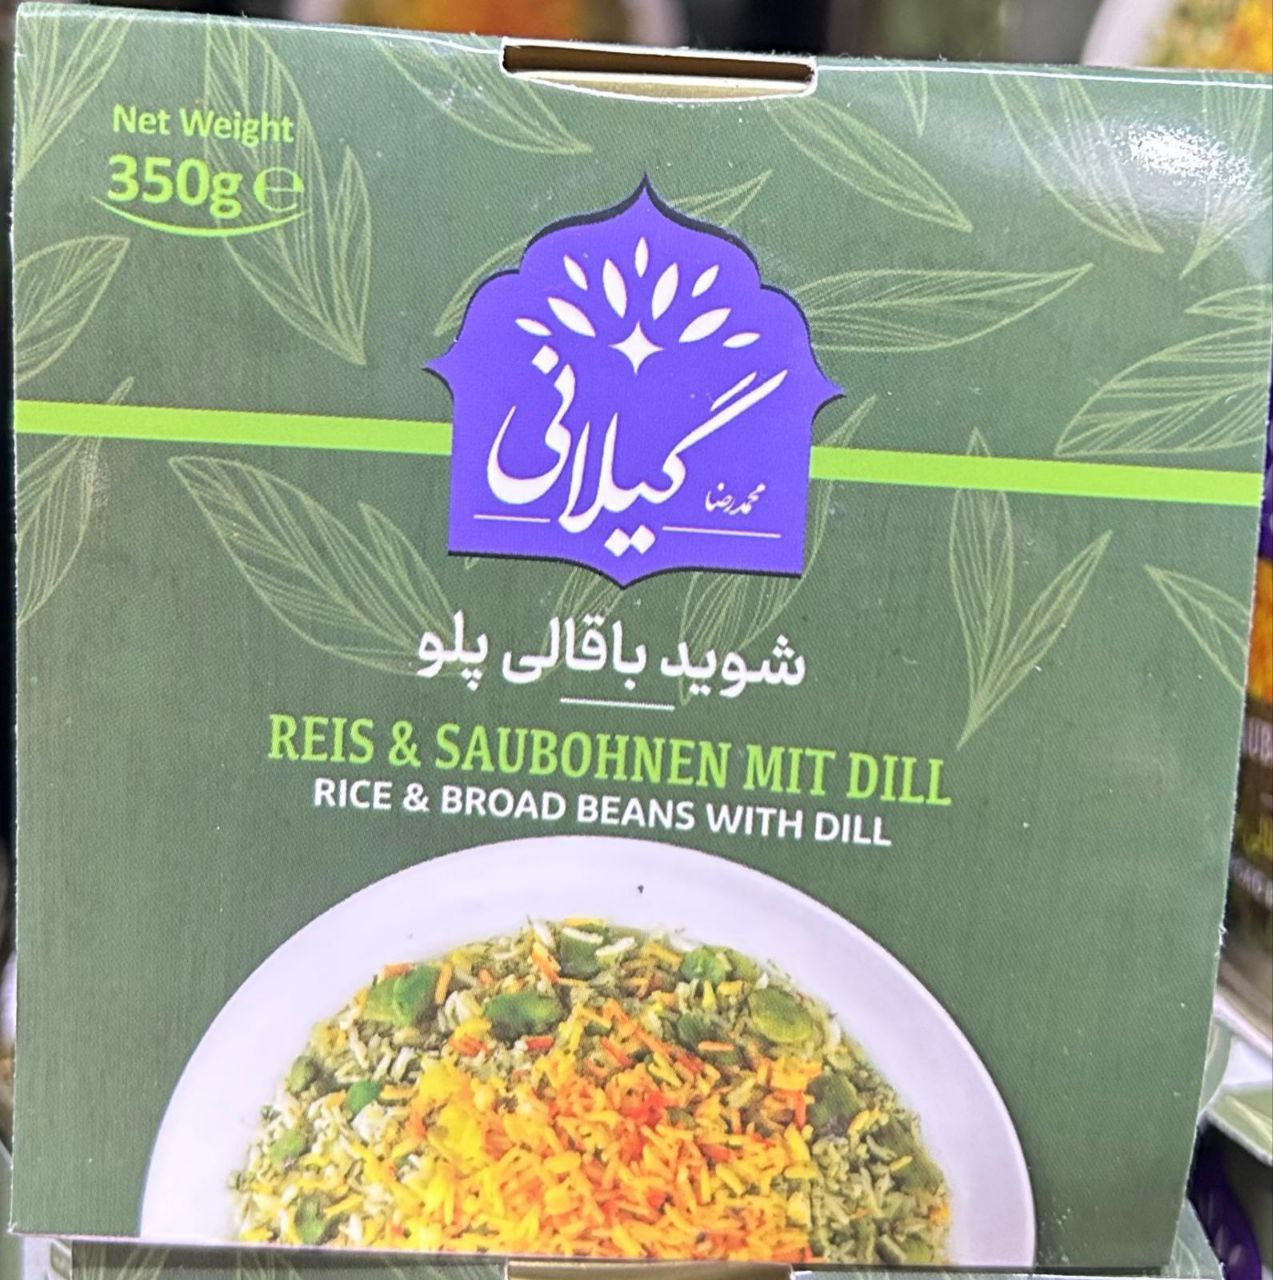 Net Weight
350g ℮
گیلانی
محمدرضا
شوید باقالی پلو
REIS & SAUBOHNEN MIT DILL
RICE & BROAD BEANS WITH DILL